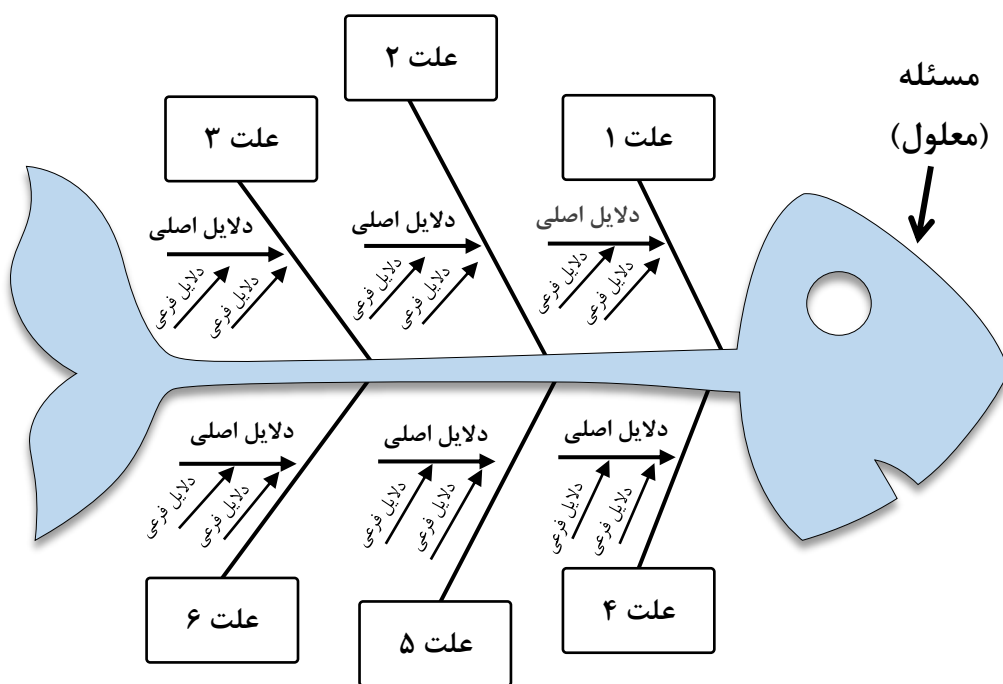 مسئله
(معلول)
علت ۱
علت ۲
علت ۳
دلایل اصلی
دلایل فرعی
دلایل فرعی
دلایل اصلی
دلایل فرعی
دلایل فرعی
دلایل اصلی
دلایل فرعی
دلایل فرعی
دلایل اصلی
دلایل فرعی
دلایل فرعی
دلایل اصلی
دلایل فرعی
دلایل فرعی
دلایل اصلی
دلایل فرعی
دلایل فرعی
علت ۴
علت ۵
علت ۶